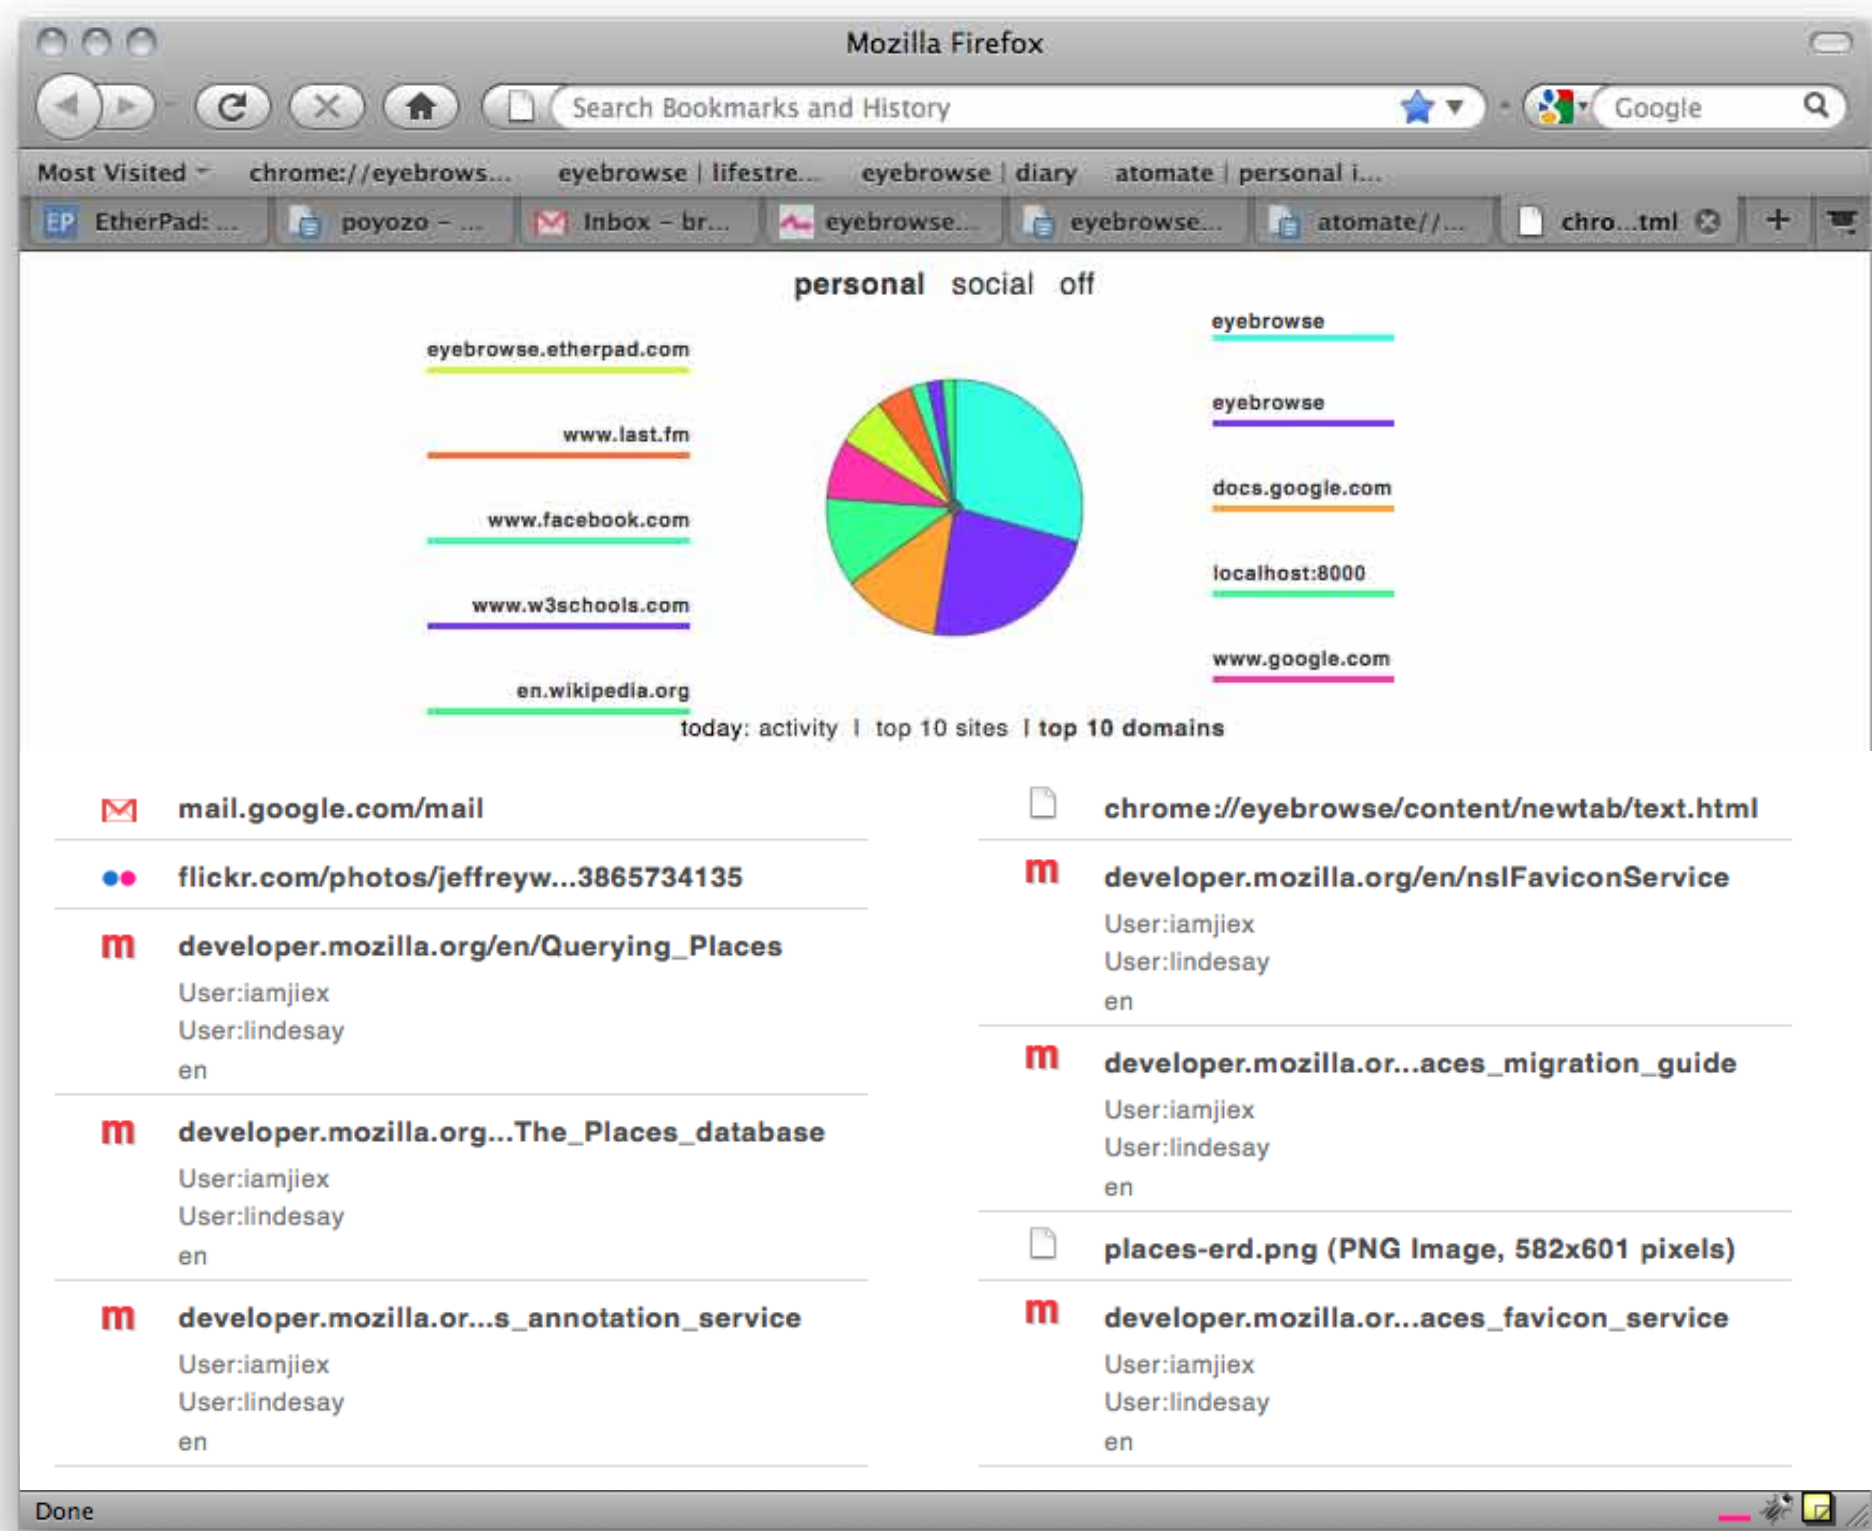 Mozilla Firefox
Search Bookmarks and History
Google
Most Visited chrome://eyebrows... eyebrowse | lifestre... eyebrowse | diary atomate | personal i...
EP EtherPad: ... poyozo – ... Inbox – br... eyebrowse... eyebrowse... atomate//... chro...tml +
personal social off
eyebrowse.etherpad.com
www.last.fm
www.facebook.com
www.w3schools.com
en.wikipedia.org
eyebrowse
eyebrowse
docs.google.com
localhost:8000
www.google.com
today: activity | top 10 sites | top 10 domains
mail.google.com/mail
flickr.com/photos/jeffreyw...3865734135
m developer.mozilla.org/en/Querying_Places
User:iamjiex
User:lindesay
en
m developer.mozilla.org...The_Places_database
User:iamjiex
User:lindesay
en
m developer.mozilla.or...s_annotation_service
User:iamjiex
User:lindesay
en
chrome://eyebrowse/content/newtab/text.html
m developer.mozilla.org/en/nsIFaviconService
User:iamjiex
User:lindesay
en
m developer.mozilla.or...aces_migration_guide
User:iamjiex
User:lindesay
en
places-erd.png (PNG Image, 582x601 pixels)
m developer.mozilla.or...aces_favicon_service
User:iamjiex
User:lindesay
en
Done